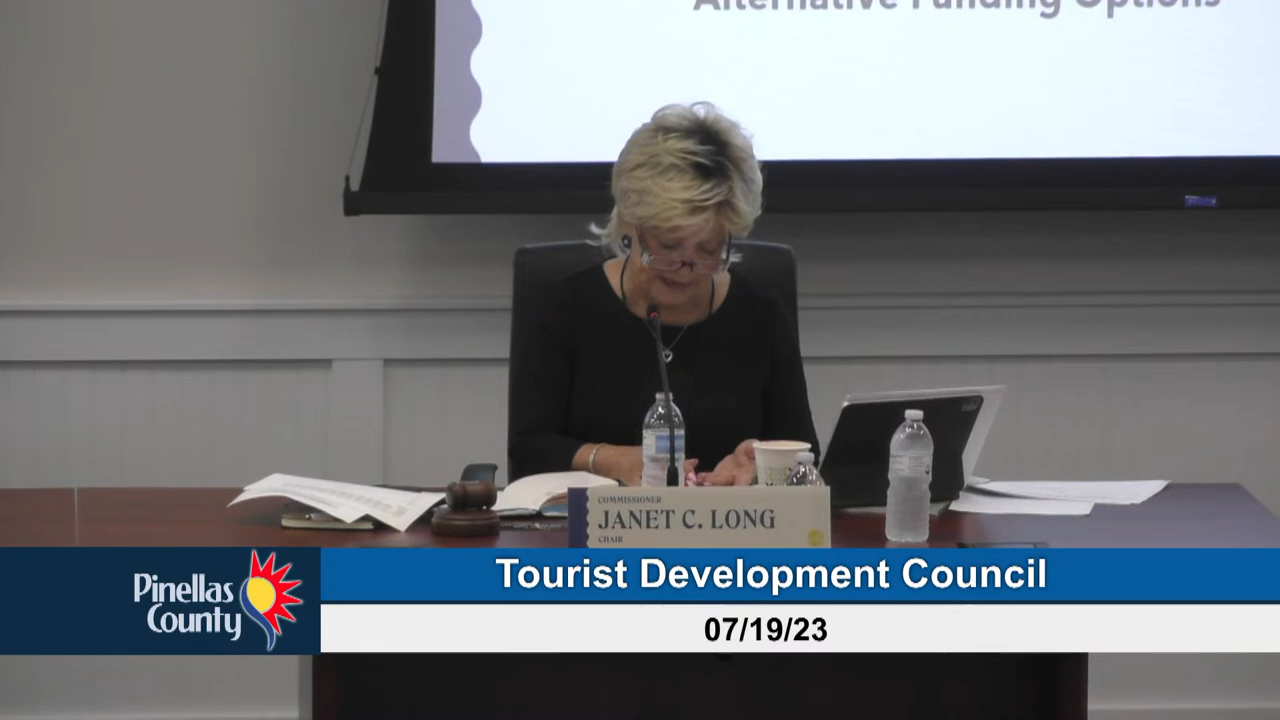 Alternative Funding Options
COMMISSIONER
JANET C. LONG
CHAIR
Pinellas
County
Tourist Development Council
07/19/23